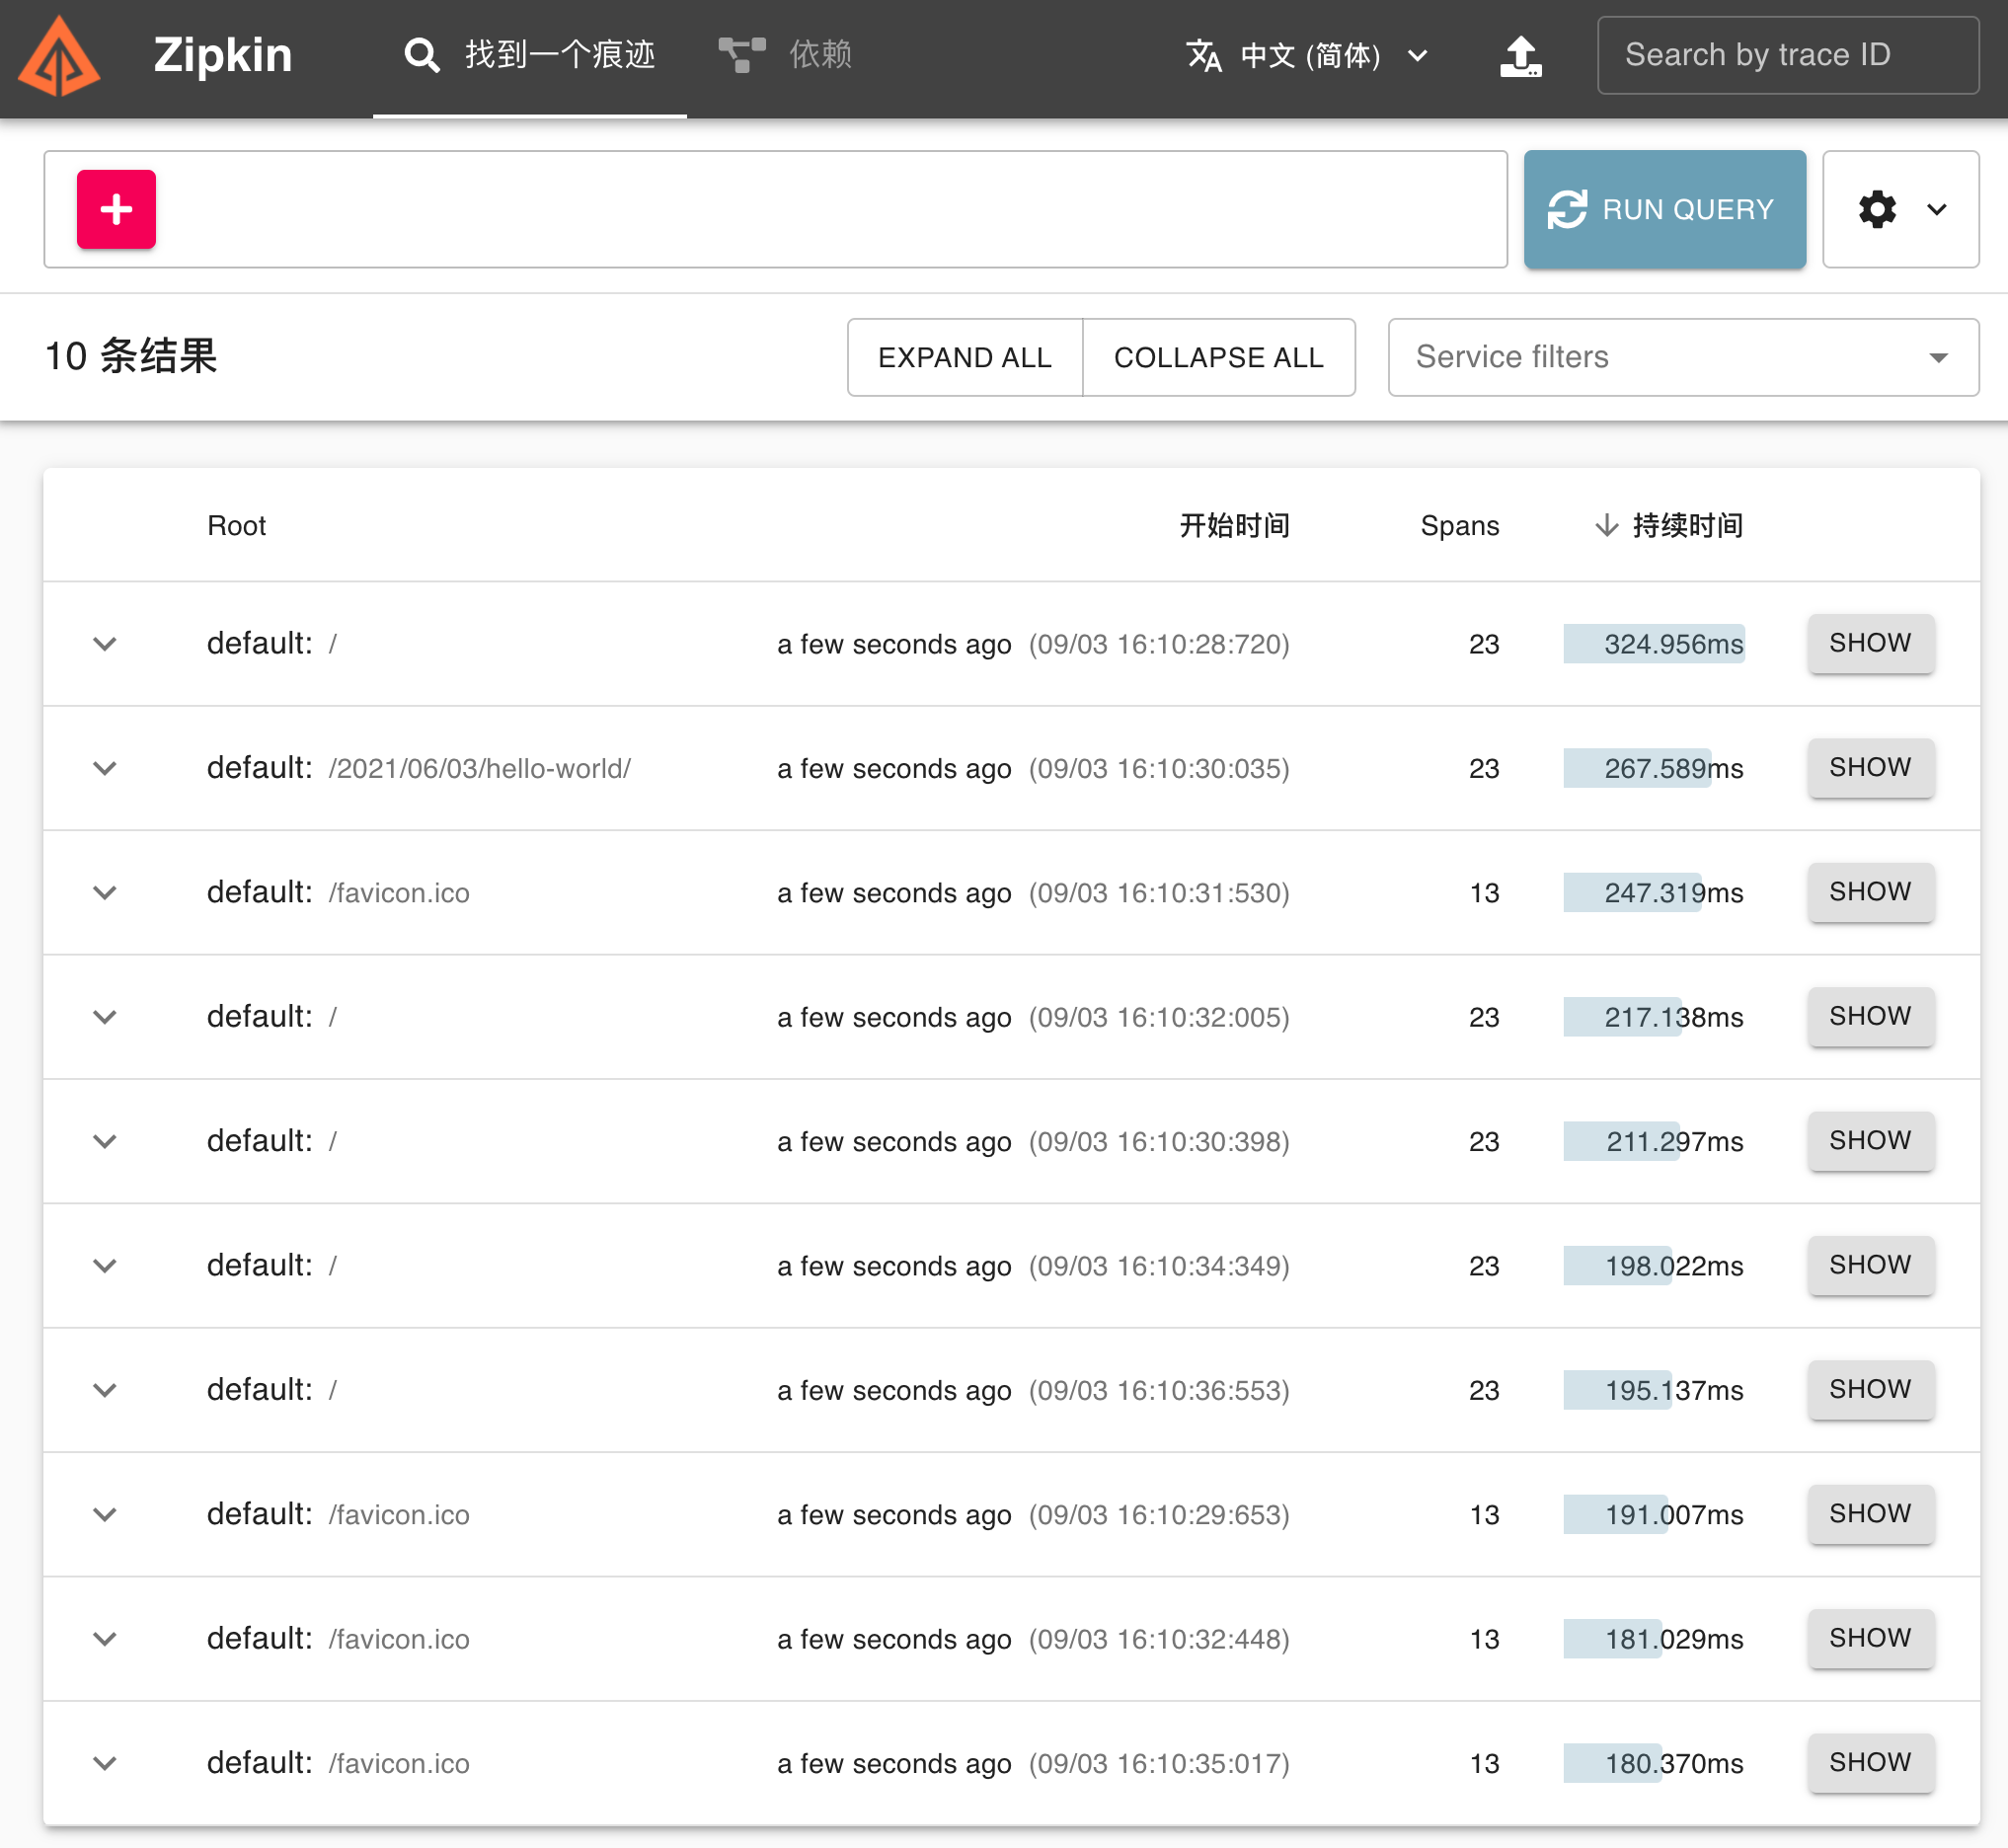 Zipkin 找到一个痕迹 依赖 中文 (简体) Search by trace ID
RUN QUERY
10 条结果 EXPAND ALL COLLAPSE ALL Service filters
Root 开始时间 Spans 持续时间
default: / a few seconds ago (09/03 16:10:28:720) 23 324.956ms SHOW
default: /2021/06/03/hello-world/ a few seconds ago (09/03 16:10:30:035) 23 267.589ms SHOW
default: /favicon.ico a few seconds ago (09/03 16:10:31:530) 13 247.319ms SHOW
default: / a few seconds ago (09/03 16:10:32:005) 23 217.138ms SHOW
default: / a few seconds ago (09/03 16:10:30:398) 23 211.297ms SHOW
default: / a few seconds ago (09/03 16:10:34:349) 23 198.022ms SHOW
default: / a few seconds ago (09/03 16:10:36:553) 23 195.137ms SHOW
default: /favicon.ico a few seconds ago (09/03 16:10:29:653) 13 191.007ms SHOW
default: /favicon.ico a few seconds ago (09/03 16:10:32:448) 13 181.029ms SHOW
default: /favicon.ico a few seconds ago (09/03 16:10:35:017) 13 180.370ms SHOW